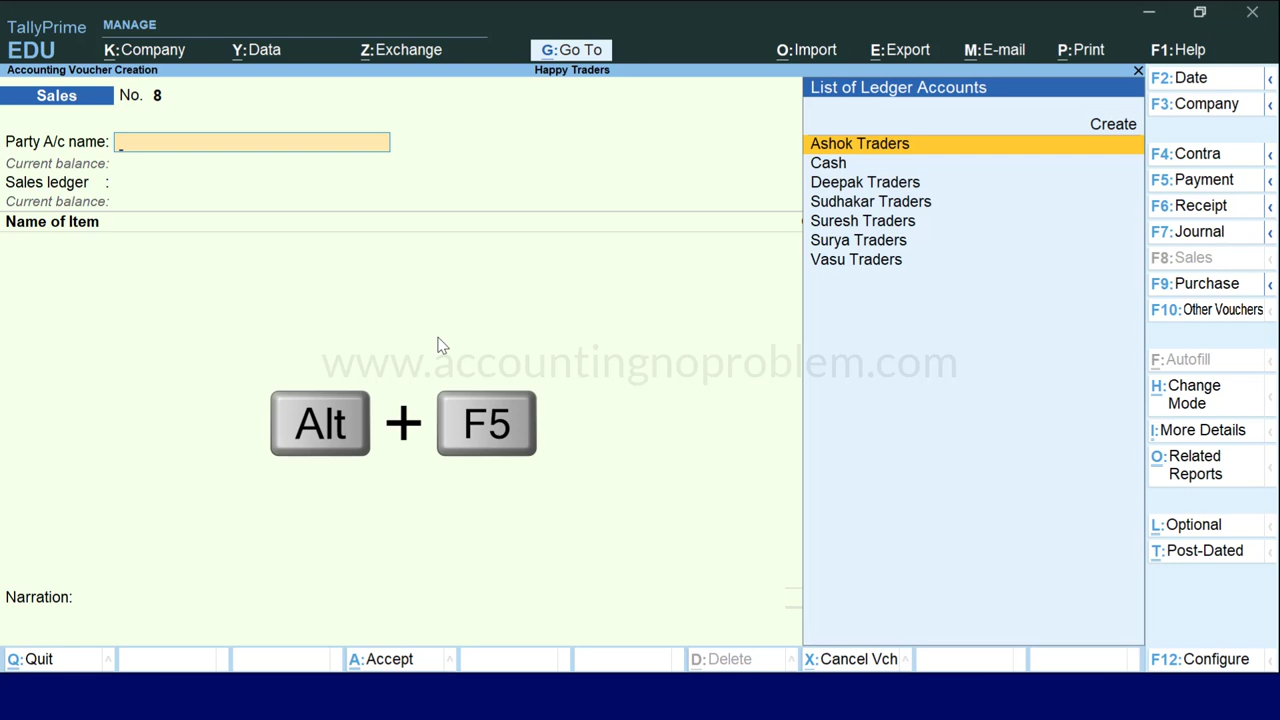 TallyPrime
EDU
MANAGE
K:Company
Y:Data
Z:Exchange
G:Go To
O:Import
E:Export
M:E-mail
P:Print
F1:Help
Accounting Voucher Creation
Happy Traders
Sales
No. 8
Party A/c name:
Current balance:
Sales ledger :
Current balance:
Name of Item
List of Ledger Accounts
Create
Ashok Traders
Cash
Deepak Traders
Sudhakar Traders
Suresh Traders
Surya Traders
Vasu Traders
F2:Date
F3:Company
F4:Contra
F5:Payment
F6:Receipt
F7:Journal
F8:Sales
F9:Purchase
F10:Other Vouchers
F:Autofill
H:Change
Mode
I:More Details
O:Related
Reports
L:Optional
T:Post-Dated
www.accountingnoproblem.com
Alt + F5
Narration:
Q:Quit
A:Accept
D:Delete
X:Cancel Vch
F12:Configure